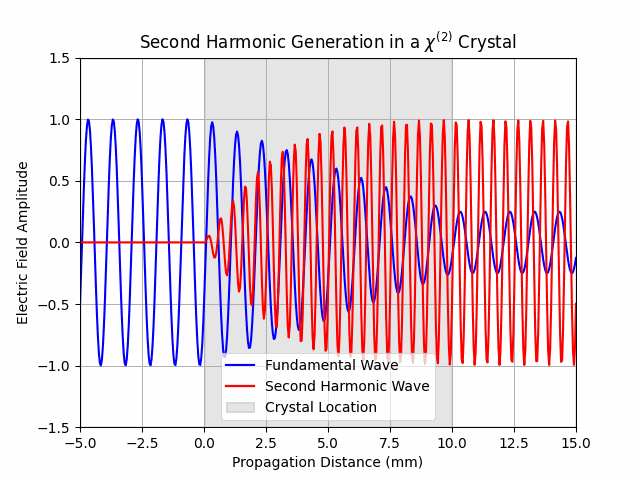 Second Harmonic Generation in a χ(2) Crystal
Electric Field Amplitude
1.5
1.0
0.5
0.0
−0.5
−1.0
−1.5
Fundamental Wave
Second Harmonic Wave
Crystal Location
−5.0 −2.5 0.0 2.5 5.0 7.5 10.0 12.5 15.0
Propagation Distance (mm)